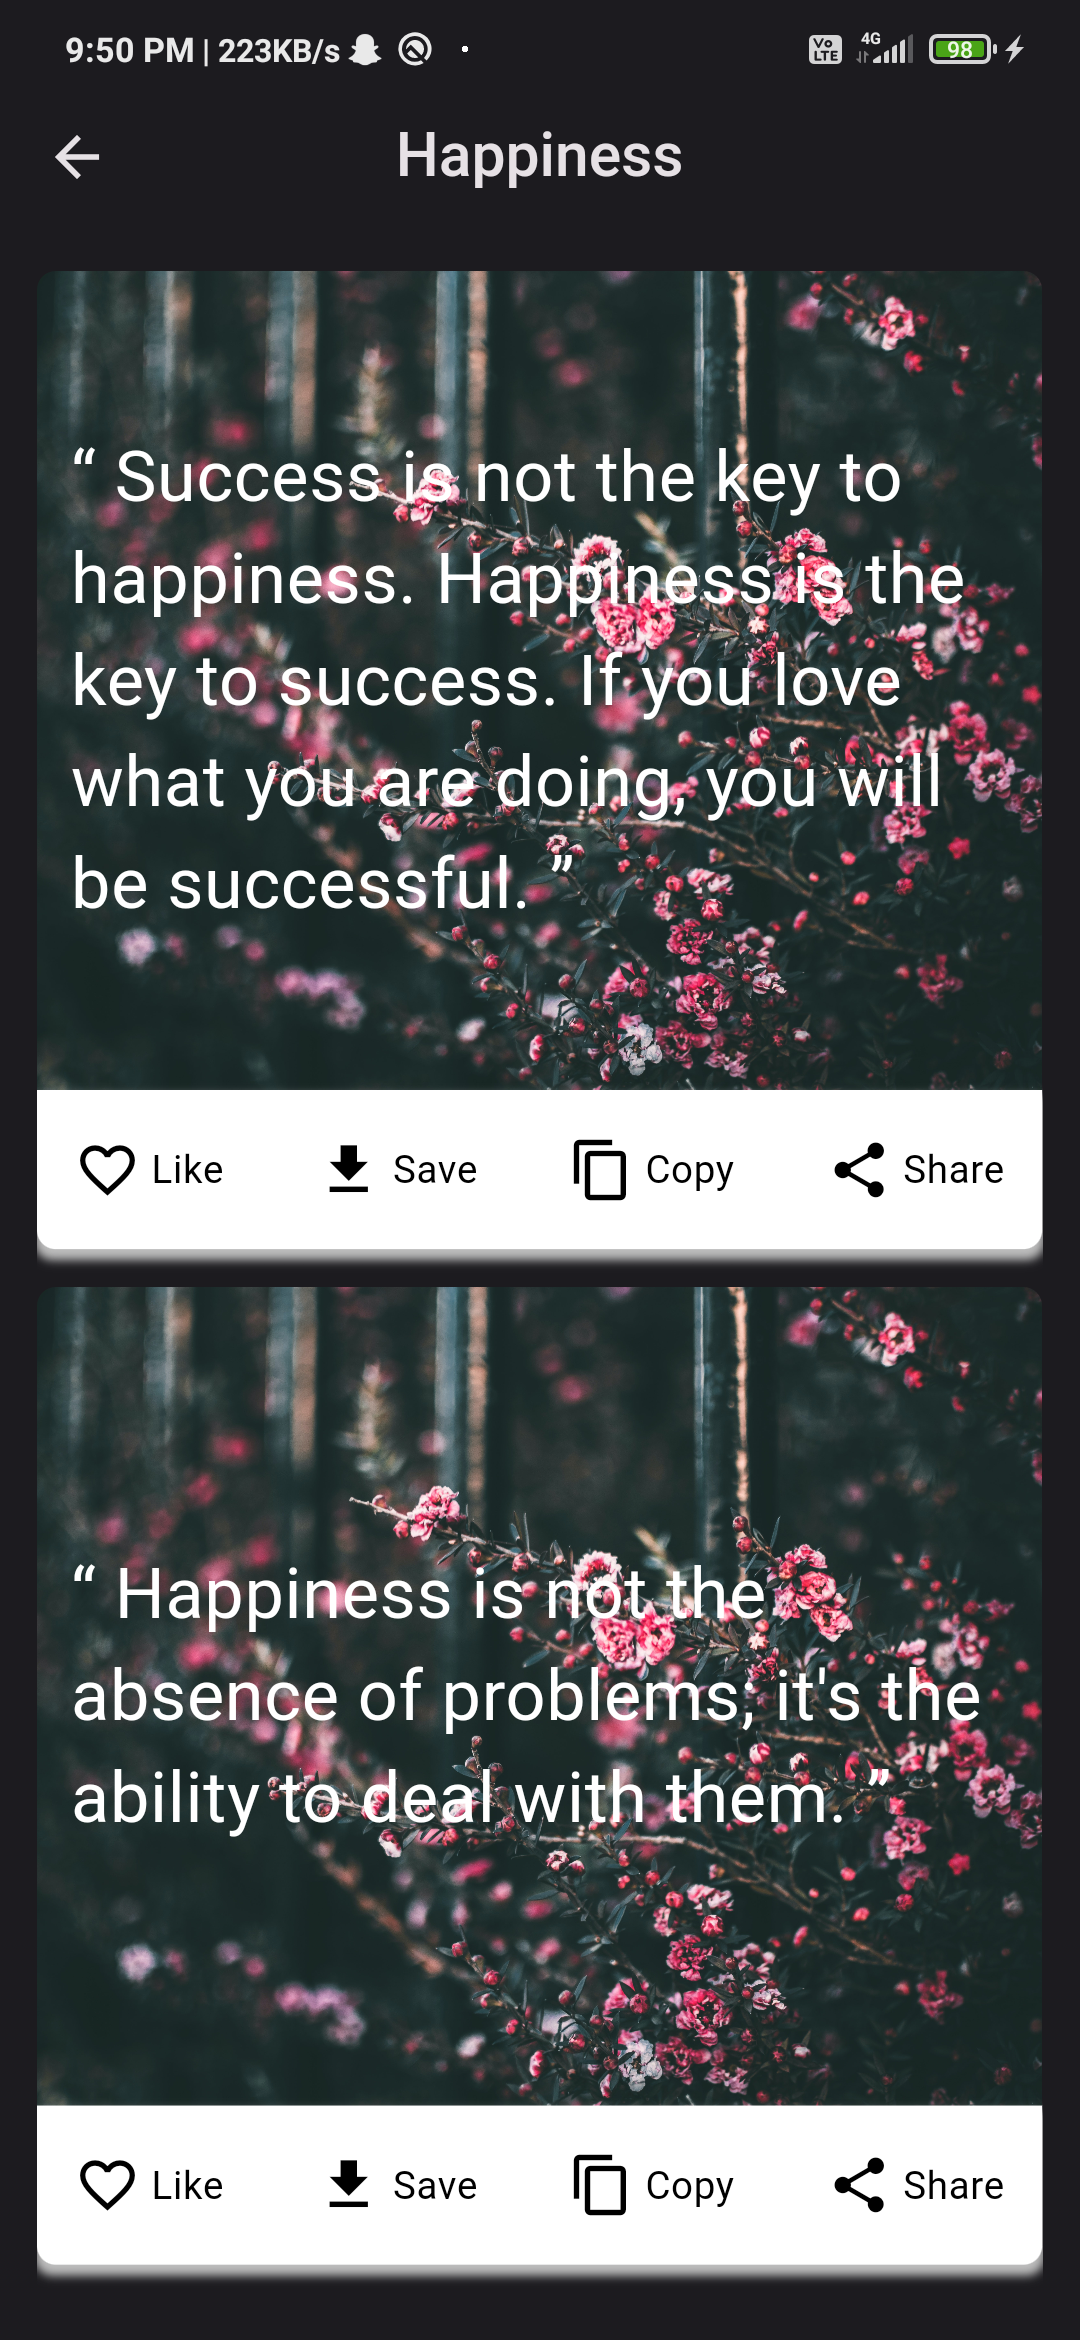 9:50 PM | 223KB/s
Vo LTE 4G 98
Happiness
“ Success is not the key to
happiness. Happiness is the
key to success. If you love
what you are doing, you will
be successful. ”
Like Save Copy Share
“ Happiness is not the
absence of problems; it's the
ability to deal with them. ”
Like Save Copy Share